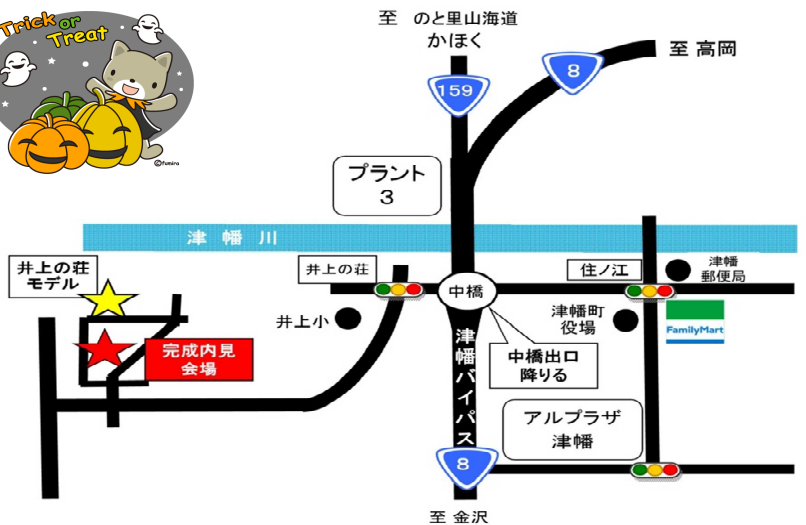 Trick or
Treat
©fumira
至 のと里山海道
かほく
159
8
至 高岡
プラント
3
津幡川
井上の荘
モデル
井上の荘
中橋
住ノ江
津幡
郵便局
井上小
津幡町
役場
FamilyMart
完成内見
会場
津幡バイパス
中橋出口
降りる
アルプラザ
津幡
8
至 金沢